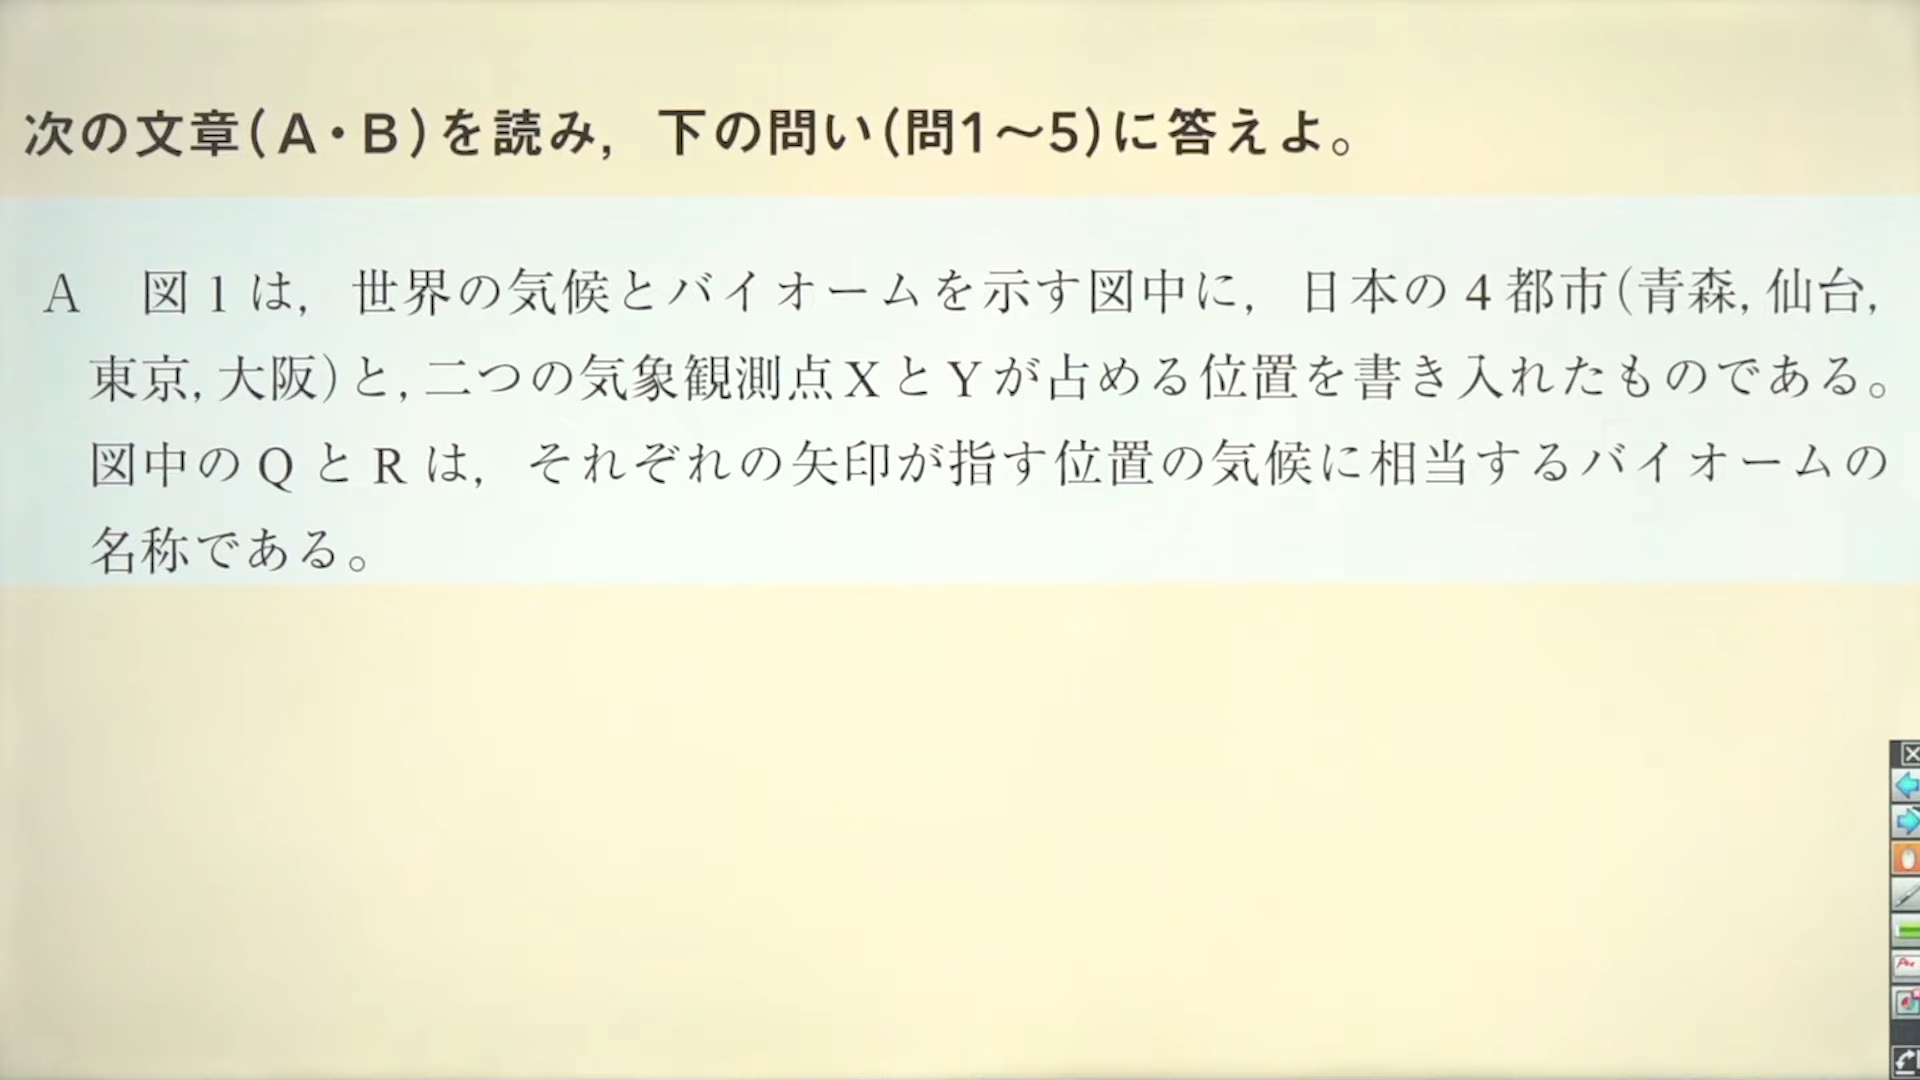 次の文章(A・B)を読み，下の問い(問1〜5)に答えよ。
A 図1は，世界の気候とバイオームを示す図中に，日本の4都市(青森，仙台，
東京，大阪)と，二つの気象観測点XとYが占める位置を書き入れたものである。
図中のQとRは，それぞれの矢印が指す位置の気候に相当するバイオームの
名称である。